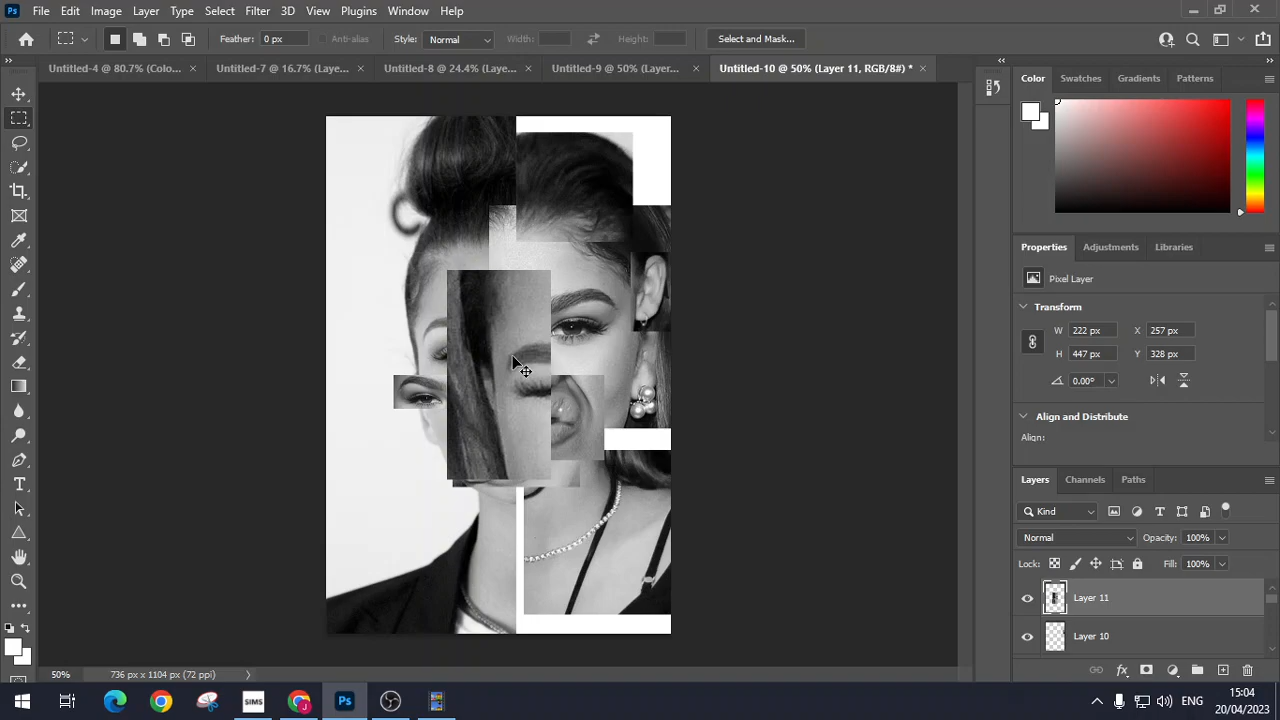 Ps File Edit Image Layer Type Select Filter 3D View Plugins Window Help
Feather: 0 px Anti-alias Style: Normal Width: Height: Select and Mask...
Untitled-4 @ 80.7% (Colo... × Untitled-7 @ 16.7% (Laye... × Untitled-8 @ 24.4% (Laye... × Untitled-9 @ 50% (Layer... × Untitled-10 @ 50% (Layer 11, RGB/8#) * ×
Color Swatches Gradients Patterns
Properties Adjustments Libraries
Pixel Layer
Transform
W 222 px X 257 px
H 447 px Y 328 px
0.00°
Align and Distribute
Align:
Layers Channels Paths
Kind
Normal Opacity: 100%
Lock: Fill: 100%
Layer 11
Layer 10
50% 736 px x 1104 px (72 ppi)
SIMS Ps ENG 15:04
20/04/2023